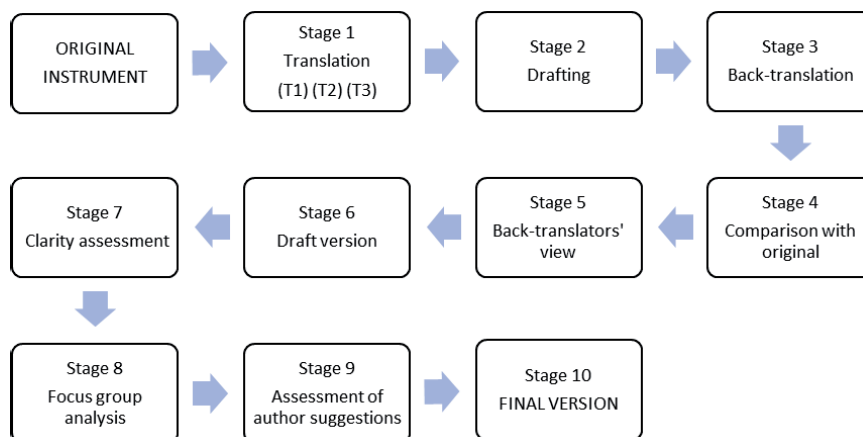 ORIGINAL
INSTRUMENT
Stage 1
Translation
(T1) (T2) (T3)
Stage 2
Drafting
Stage 3
Back-translation
Stage 4
Comparison with
original
Stage 5
Back-translators'
view
Stage 6
Draft version
Stage 7
Clarity assessment
Stage 8
Focus group
analysis
Stage 9
Assessment of
author suggestions
Stage 10
FINAL VERSION